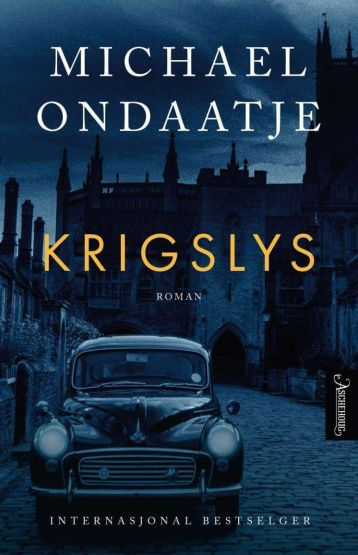 MICHAEL
ONDAATJE
KRIGSLYS
ROMAN
ASCHEHOUG
INTERNASJONAL BESTSELGER